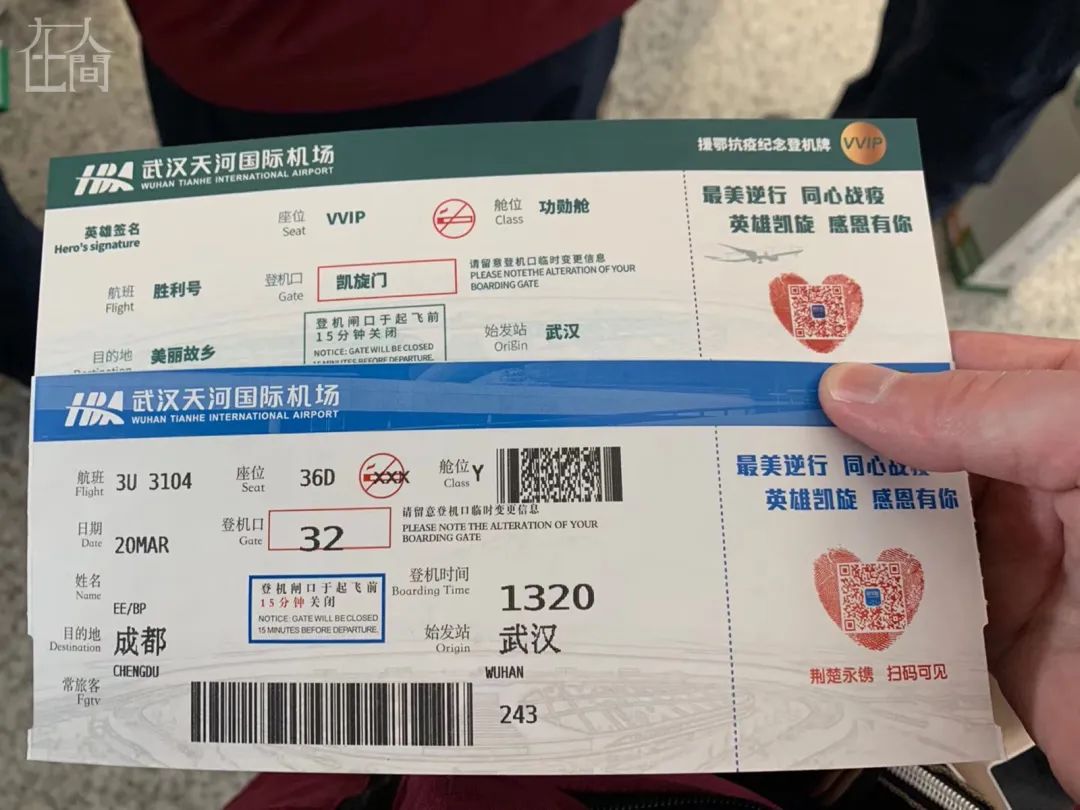 在人间
HBA 武汉天河国际机场
WUHAN TIANHE INTERNATIONAL AIRPORT
援鄂抗疫纪念登机牌 VVIP
英雄签名
Hero's signature
座位 VVIP
Seat
舱位 功勋舱
Class
最美逆行 同心战疫
英雄凯旋 感恩有你
航班 胜利号
Flight
登机口 凯旋门
Gate
请留意登机口临时变更信息
PLEASE NOTETHE ALTERATION OF YOUR
BOARDING GATE
目的地 美丽故乡
Destination
登机闸口于起飞前
15分钟关闭
NOTICE: GATE WILL BE CLOSED
15 MINUTES BEFORE DEPARTURE.
始发站 武汉
Origin
HBA 武汉天河国际机场
WUHAN TIANHE INTERNATIONAL AIRPORT
航班 3U 3104
Flight
座位 36D
Seat
XXX
舱位 Y
Class
最美逆行 同心战疫
英雄凯旋 感恩有你
日期 20MAR
Date
登机口 32
Gate
请留意登机口临时变更信息
PLEASE NOTE THE ALTERATION OF YOUR
BOARDING GATE
姓名 EE/BP
Name
登机闸口于起飞前
15分钟关闭
NOTICE: GATE WILL BE CLOSED
15 MINUTES BEFORE DEPARTURE.
登机时间 1320
Boarding Time
目的地 成都
Destination CHENGDU
始发站 武汉
Origin WUHAN
常旅客
Fqtv
243
荆楚永镌 扫码可见